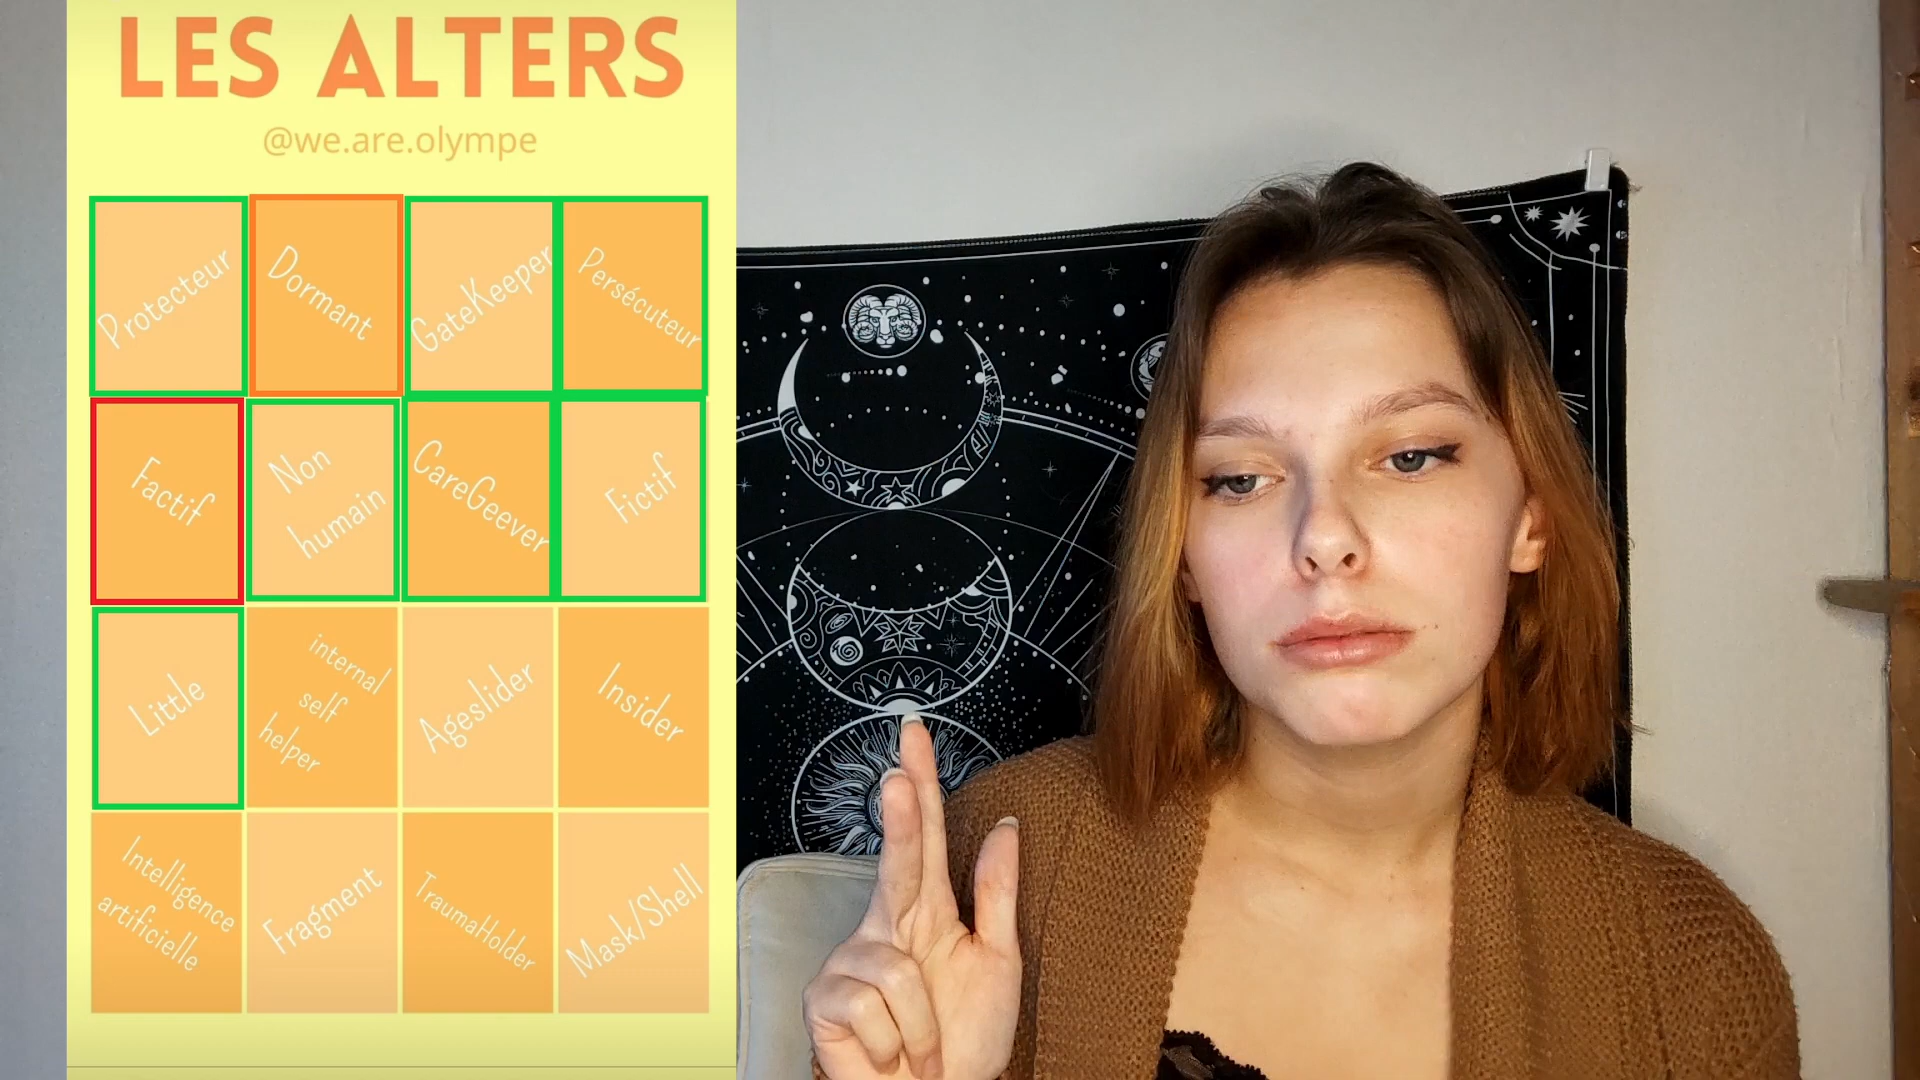 LES ALTERS
@we.are.olympe
Protecteur
Dormant
GateKeeper
Persécuteur
Factif
Non
humain
CareGeever
Fictif
Little
internal
self
helper
Ageslider
Insider
Intelligence
artificielle
Fragment
TraumaHolder
Mask/Shell